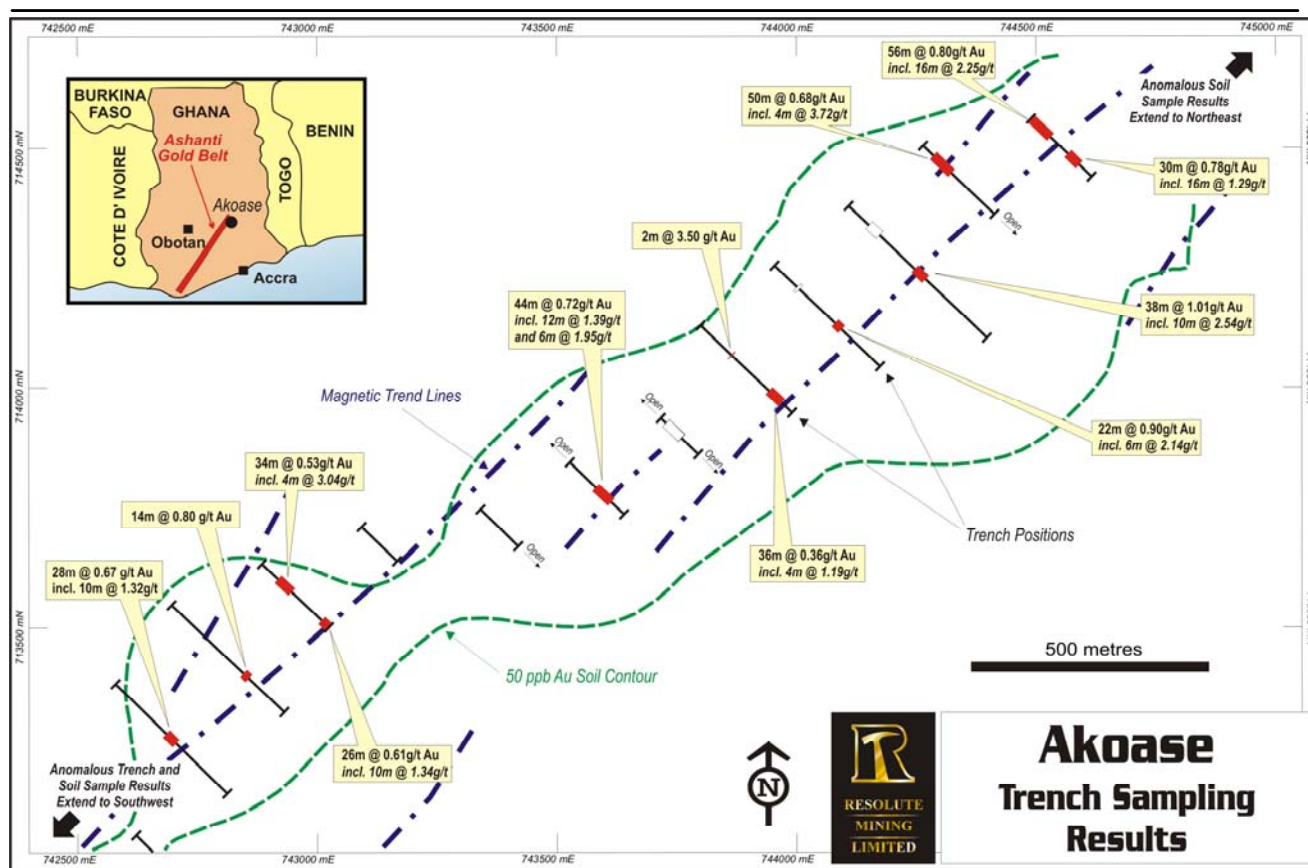 742500 mE
743000 mE
743500 mE
744000 mE
744500 mE
745000 mE
714500 mN
714000 mN
713500 mN
BURKINA
FASO
GHANA
BENIN
Ashanti
Gold Belt
TOGO
COTE D' IVOIRE
Akoase
Obotan
Accra
56m @ 0.80g/t Au
incl. 16m @ 2.25g/t
50m @ 0.68g/t Au
incl. 4m @ 3.72g/t
Anomalous Soil
Sample Results
Extend to Northeast
30m @ 0.78g/t Au
incl. 16m @ 1.29g/t
Open
2m @ 3.50 g/t Au
44m @ 0.72g/t Au
incl. 12m @ 1.39g/t
and 6m @ 1.95g/t
38m @ 1.01g/t Au
incl. 10m @ 2.54g/t
Magnetic Trend Lines
Open
Open
Open
Open
22m @ 0.90g/t Au
incl. 6m @ 2.14g/t
34m @ 0.53g/t Au
incl. 4m @ 3.04g/t
14m @ 0.80 g/t Au
Trench Positions
28m @ 0.67 g/t Au
incl. 10m @ 1.32g/t
36m @ 0.36g/t Au
incl. 4m @ 1.19g/t
50 ppb Au Soil Contour
500 metres
26m @ 0.61g/t Au
incl. 10m @ 1.34g/t
Anomalous Trench and
Soil Sample Results
Extend to Southwest
N
R
RESOLUTE
MINING
LIMITED
Akoase
Trench Sampling
Results
742500 mE
743000 mE
743500 mE
744000 mE